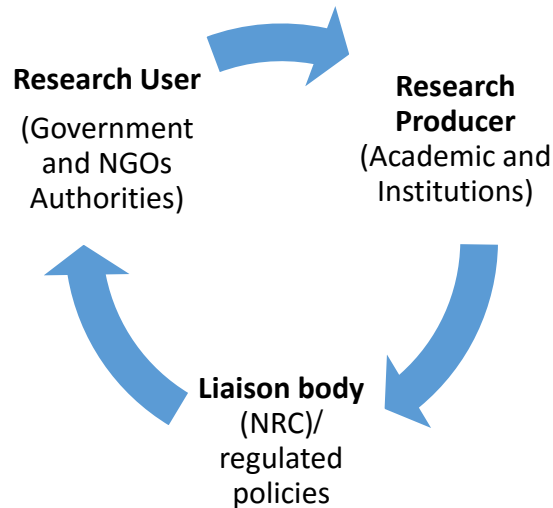 Research User
(Government
and NGOs
Authorities)
Research
Producer
(Academic and
Institutions)
Liaison body
(NRC)/
regulated
policies